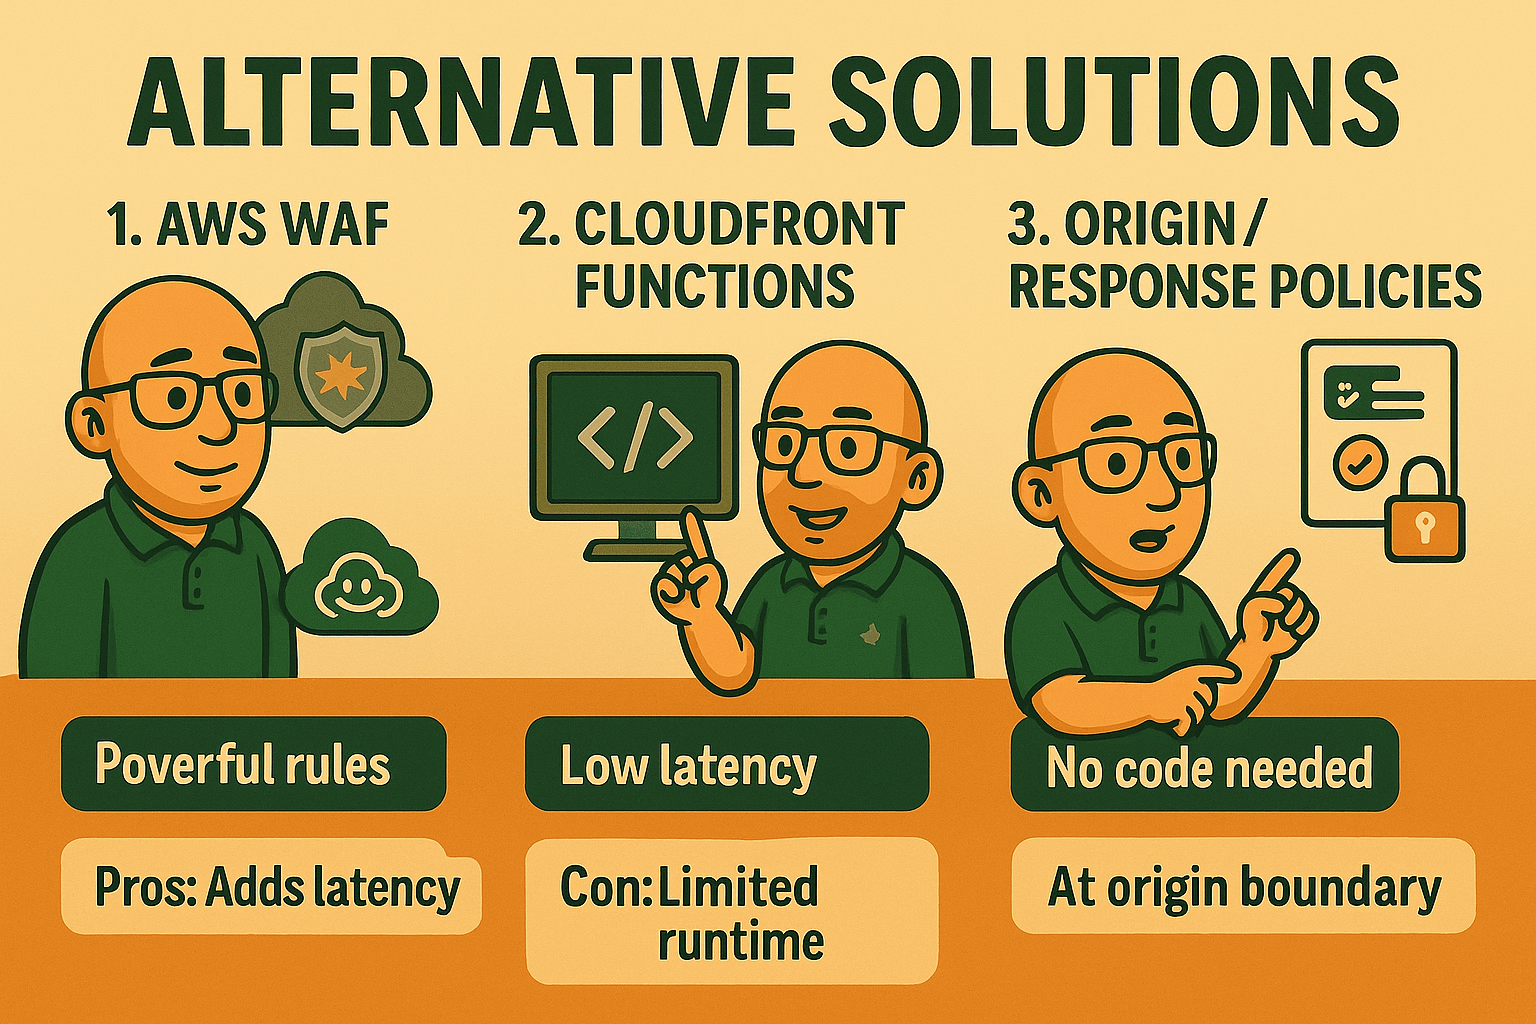 ALTERNATIVE SOLUTIONS
1. AWS WAF
2. CLOUDFRONT
FUNCTIONS
3. ORIGIN/
RESPONSE POLICIES
</>
Poverful rules
Pros: Adds latency
Low latency
Con: Limited
runtime
No code needed
At origin boundary